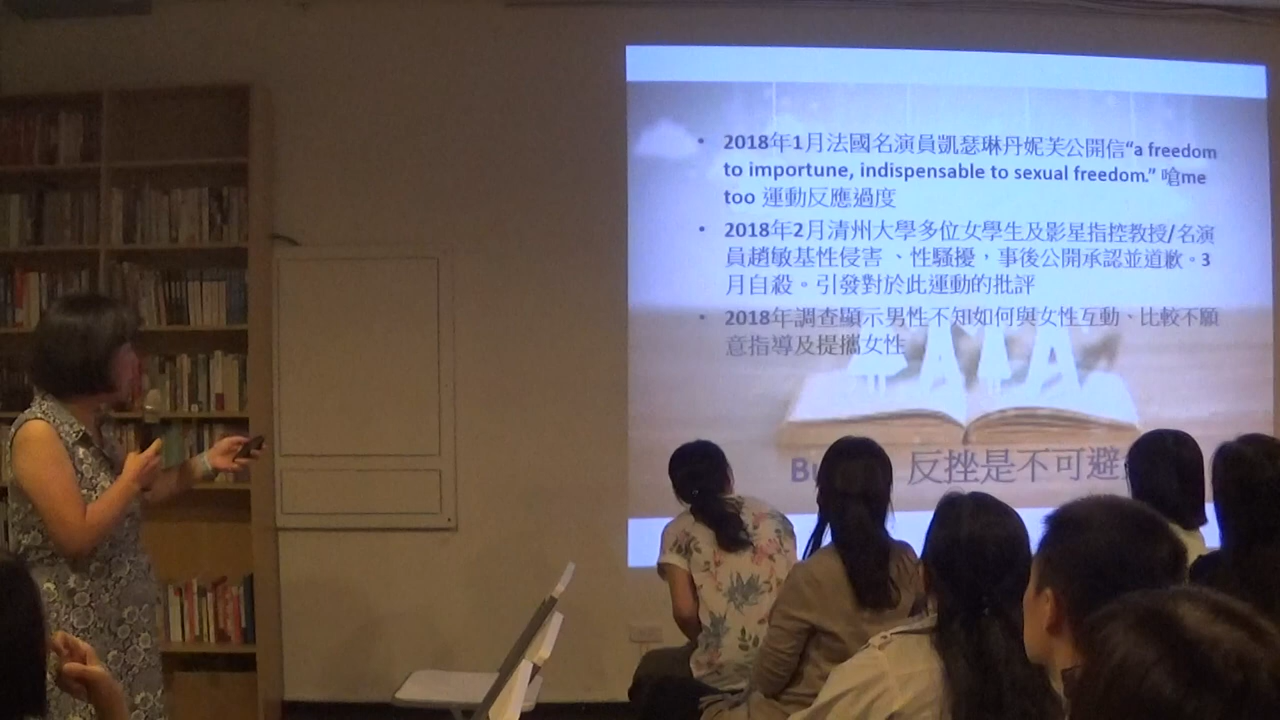 • 2018年1月法國名演員凱瑟琳丹妮芙公開信“a freedom
to importune, indispensable to sexual freedom.” 嗆me
too 運動反應過度
• 2018年2月清州大學多位女學生及影星指控教授/名演
員趙敏基性侵害、性騷擾，事後公開承認並道歉。3
月自殺。引發對於此運動的批評
• 2018年調查顯示男性不知如何與女性互動、比較不願
意指導及提攜女性
反挫是不可避